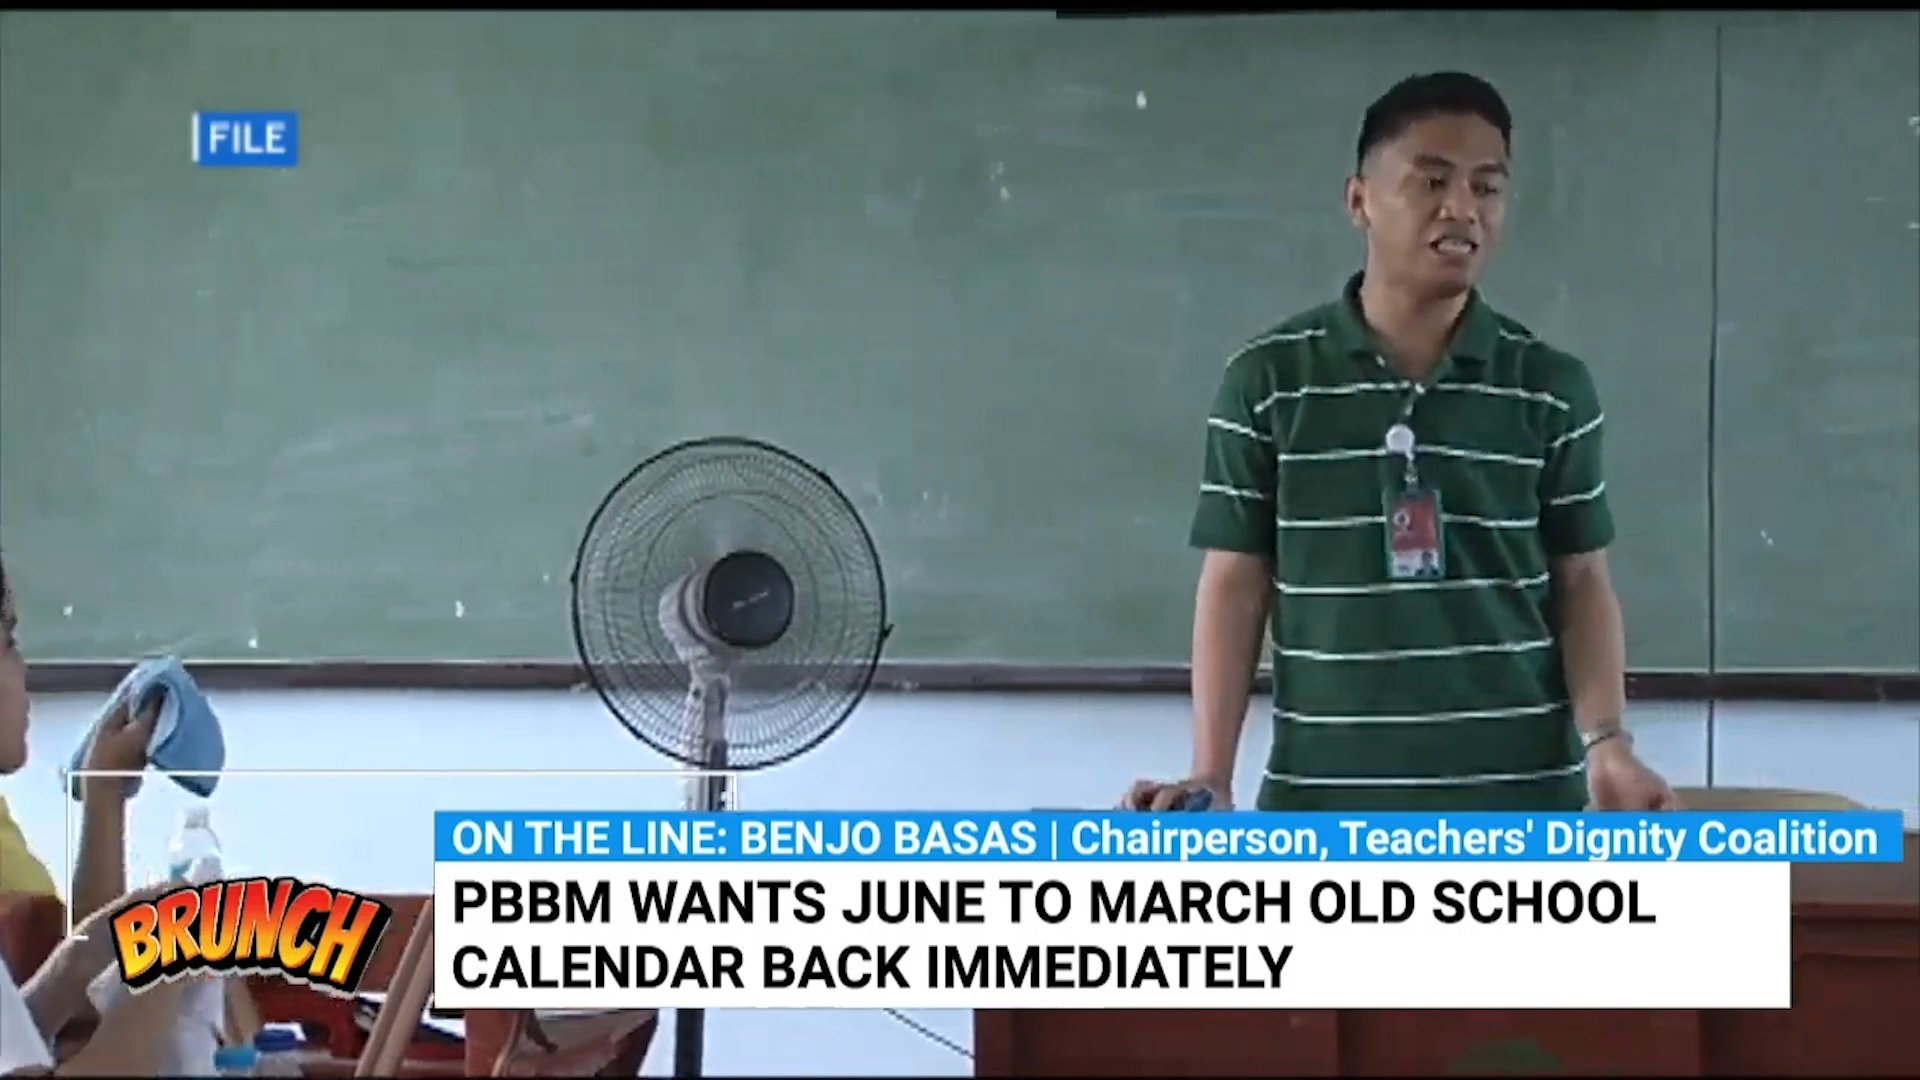 FILE
ON THE LINE: BENJO BASAS | Chairperson, Teachers' Dignity Coalition
BRUNCH
PBBM WANTS JUNE TO MARCH OLD SCHOOL
CALENDAR BACK IMMEDIATELY